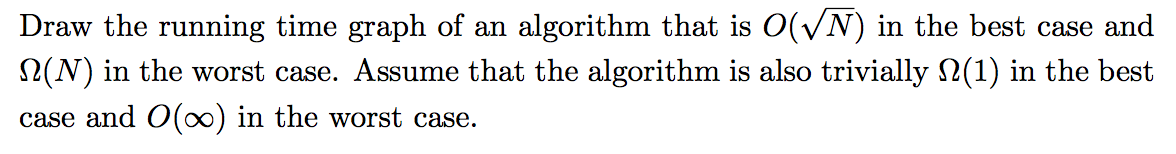 Draw the running time graph of an algorithm that is O(√N) in the best case and
Ω(N) in the worst case. Assume that the algorithm is also trivially Ω(1) in the best
case and O(∞) in the worst case.